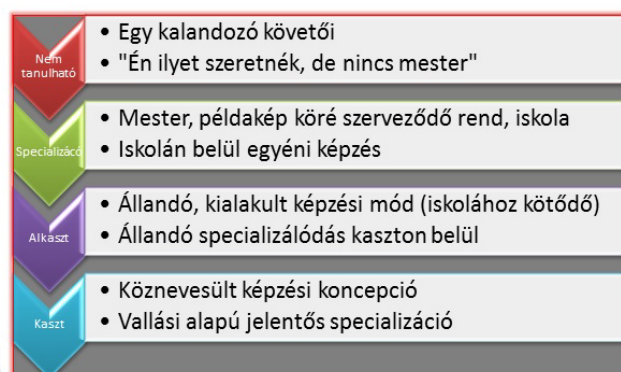 Nem
tanulható
• Egy kalandozó követői
• "Én ilyet szeretnék, de nincs mester"
Specializácó
• Mester, példakép köré szerveződő rend, iskola
• Iskolán belül egyéni képzés
Alkaszt
• Állandó, kialakult képzési mód (iskolához kötődő)
• Állandó specializálódás kaszton belül
Kaszt
• Köznevesült képzési koncepció
• Vallási alapú jelentős specializáció